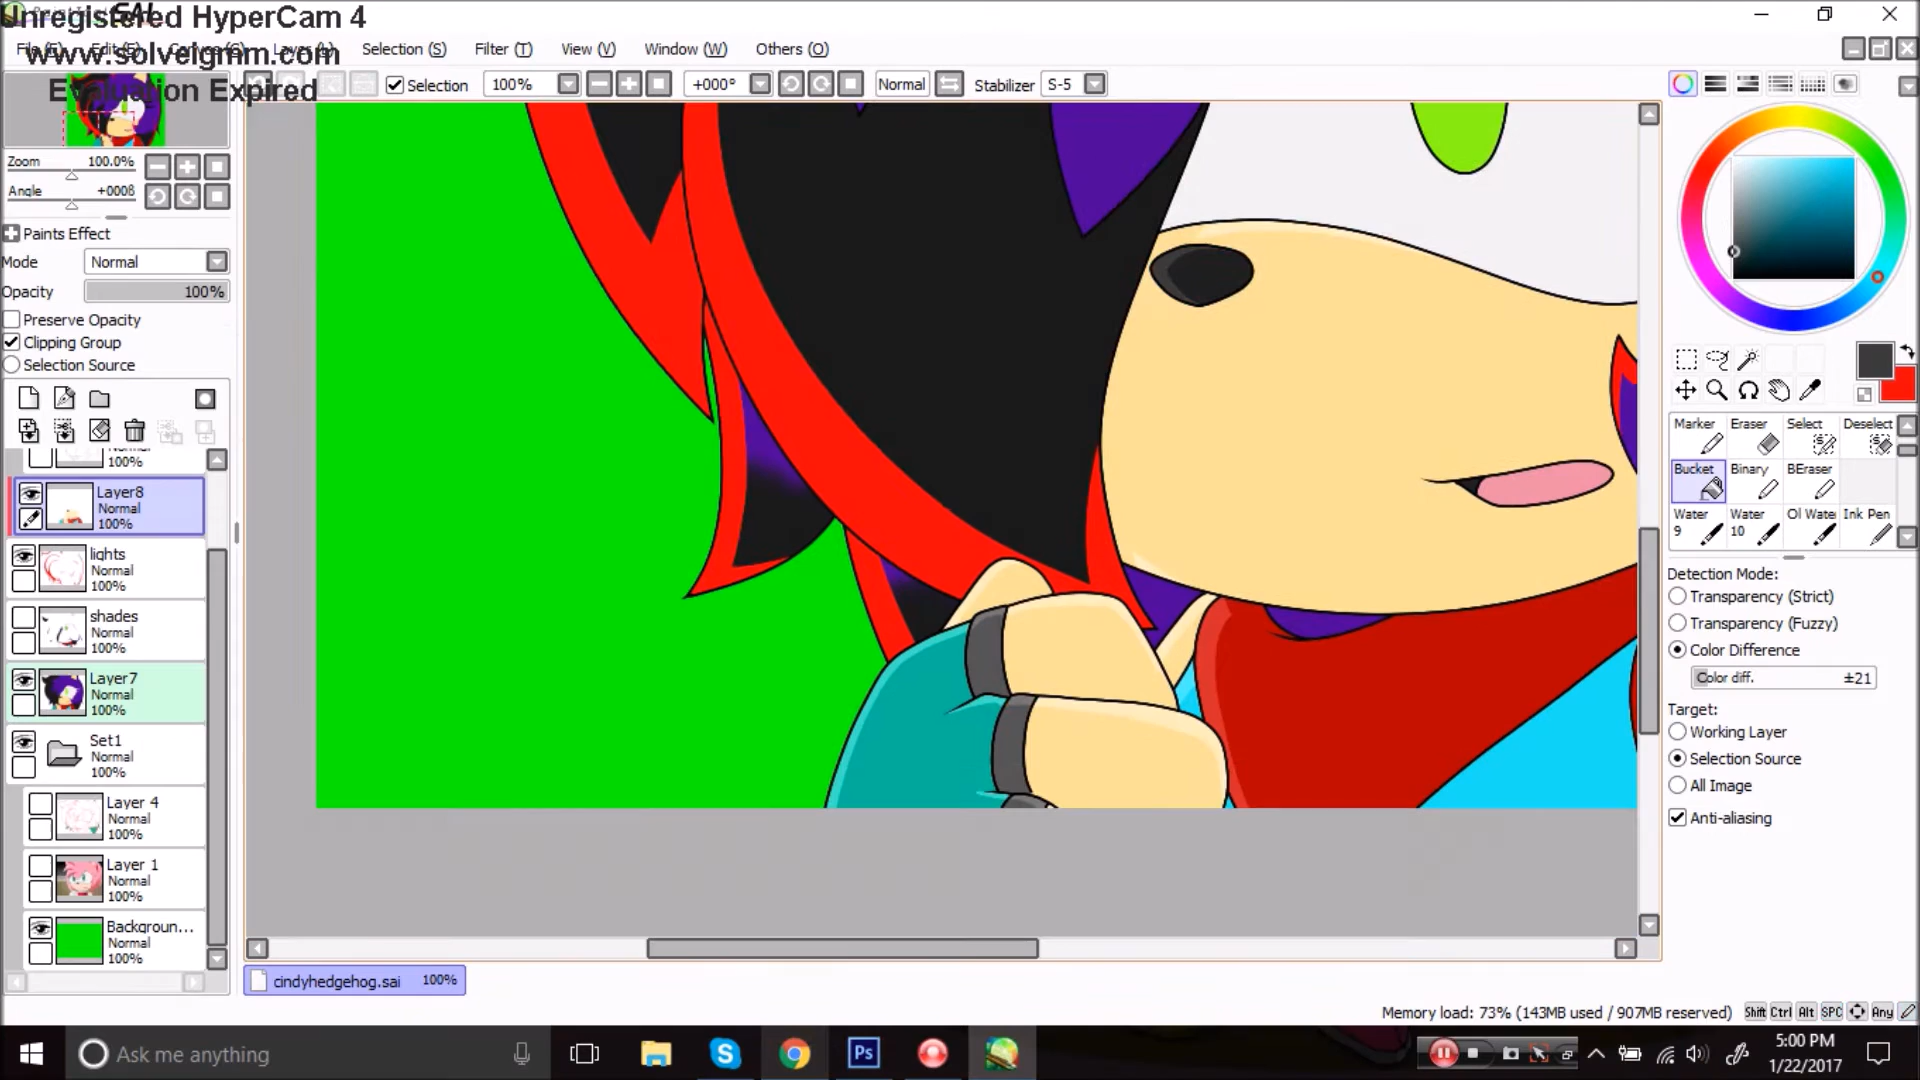 Unregistered HyperCam 4
www.solveigmm.com
Evaluation Expired
Selection (S)
Filter (T)
View (V)
Window (W)
Others (O)
Selection
100%
+000°
Normal
Stabilizer
S-5
Zoom
100.0%
Angle
Paints Effect
Mode
Normal
Opacity
100%
Preserve Opacity
Clipping Group
Selection Source
100%
Layer8
Normal
100%
lights
Normal
100%
shades
Normal
100%
Layer7
Normal
100%
Set1
Normal
100%
Layer 4
Normal
100%
Layer 1
Normal
100%
Backgroun...
Normal
100%
Marker
Eraser
Select
Deselect
Bucket
Binary
BEraser
Water
9
Water
10
Ol Wate
Ink Pen
Detection Mode:
Transparency (Strict)
Transparency (Fuzzy)
Color Difference
Color diff.
±21
Target:
Working Layer
Selection Source
All Image
Anti-aliasing
cindyhedgehog.sai
100%
Memory load: 73% (143MB used / 907MB reserved)
Shift Ctrl Alt SPC Any
Ask me anything
Ps
5:00 PM
1/22/2017